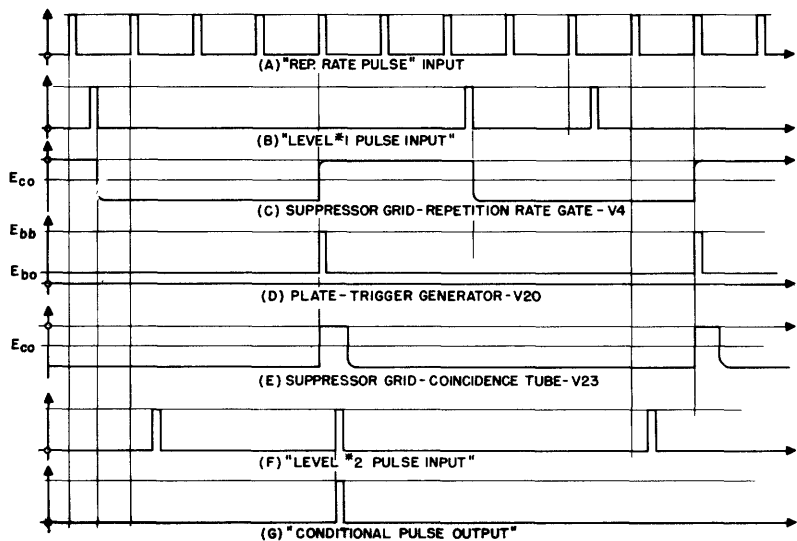 (A) "REP. RATE PULSE" INPUT
(B) "LEVEL #1 PULSE INPUT"
Eco
(C) SUPPRESSOR GRID-REPETITION RATE GATE-V4
Ebb
Ebo
(D) PLATE-TRIGGER GENERATOR-V20
Eco
(E) SUPPRESSOR GRID-COINCIDENCE TUBE-V23
(F) "LEVEL #2 PULSE INPUT"
(G) "CONDITIONAL PULSE OUTPUT"